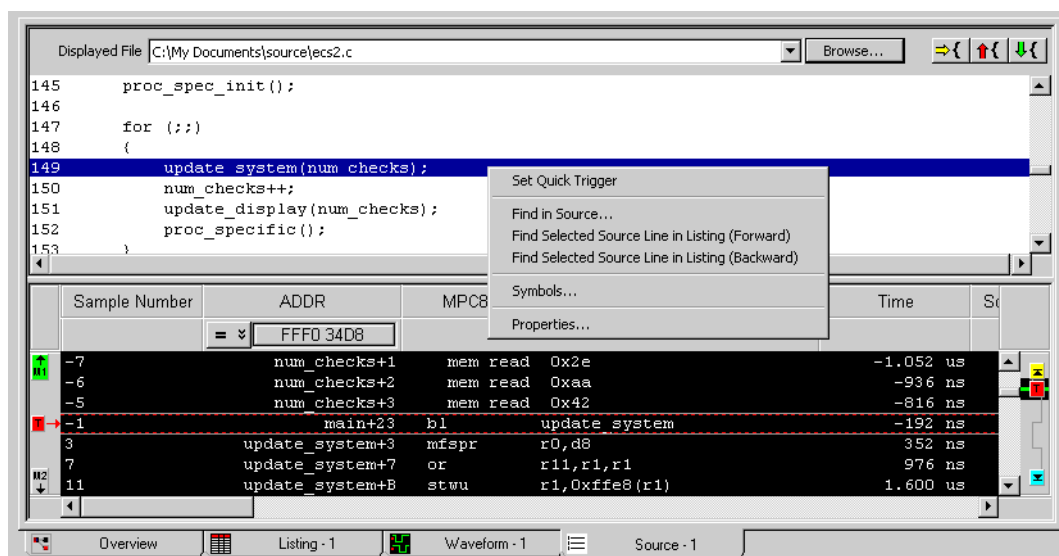 Displayed File C:\My Documents\source\ecs2.c Browse...
145 proc_spec_init();
146
147 for (;;)
148 {
149 update_system(num_checks);
150 num_checks++;
151 update_display(num_checks);
152 proc_specific();
153 }
Set Quick Trigger
Find in Source...
Find Selected Source Line in Listing (Forward)
Find Selected Source Line in Listing (Backward)
Symbols...
Properties...
Sample Number ADDR MPC8 Time
= FFF0 34D8
M1
-7 num_checks+1 mem read 0x2e -1.052 us
-6 num_checks+2 mem read 0xaa -936 ns
-5 num_checks+3 mem read 0x42 -816 ns
T -1 main+23 bl update_system -192 ns
3 update_system+3 mfspr r0,d8 352 ns
7 update_system+7 or r11,r1,r1 976 ns
M2
11 update_system+B stwu r1,0xffe8(r1) 1.600 us
T
Overview Listing - 1 Waveform - 1 Source - 1